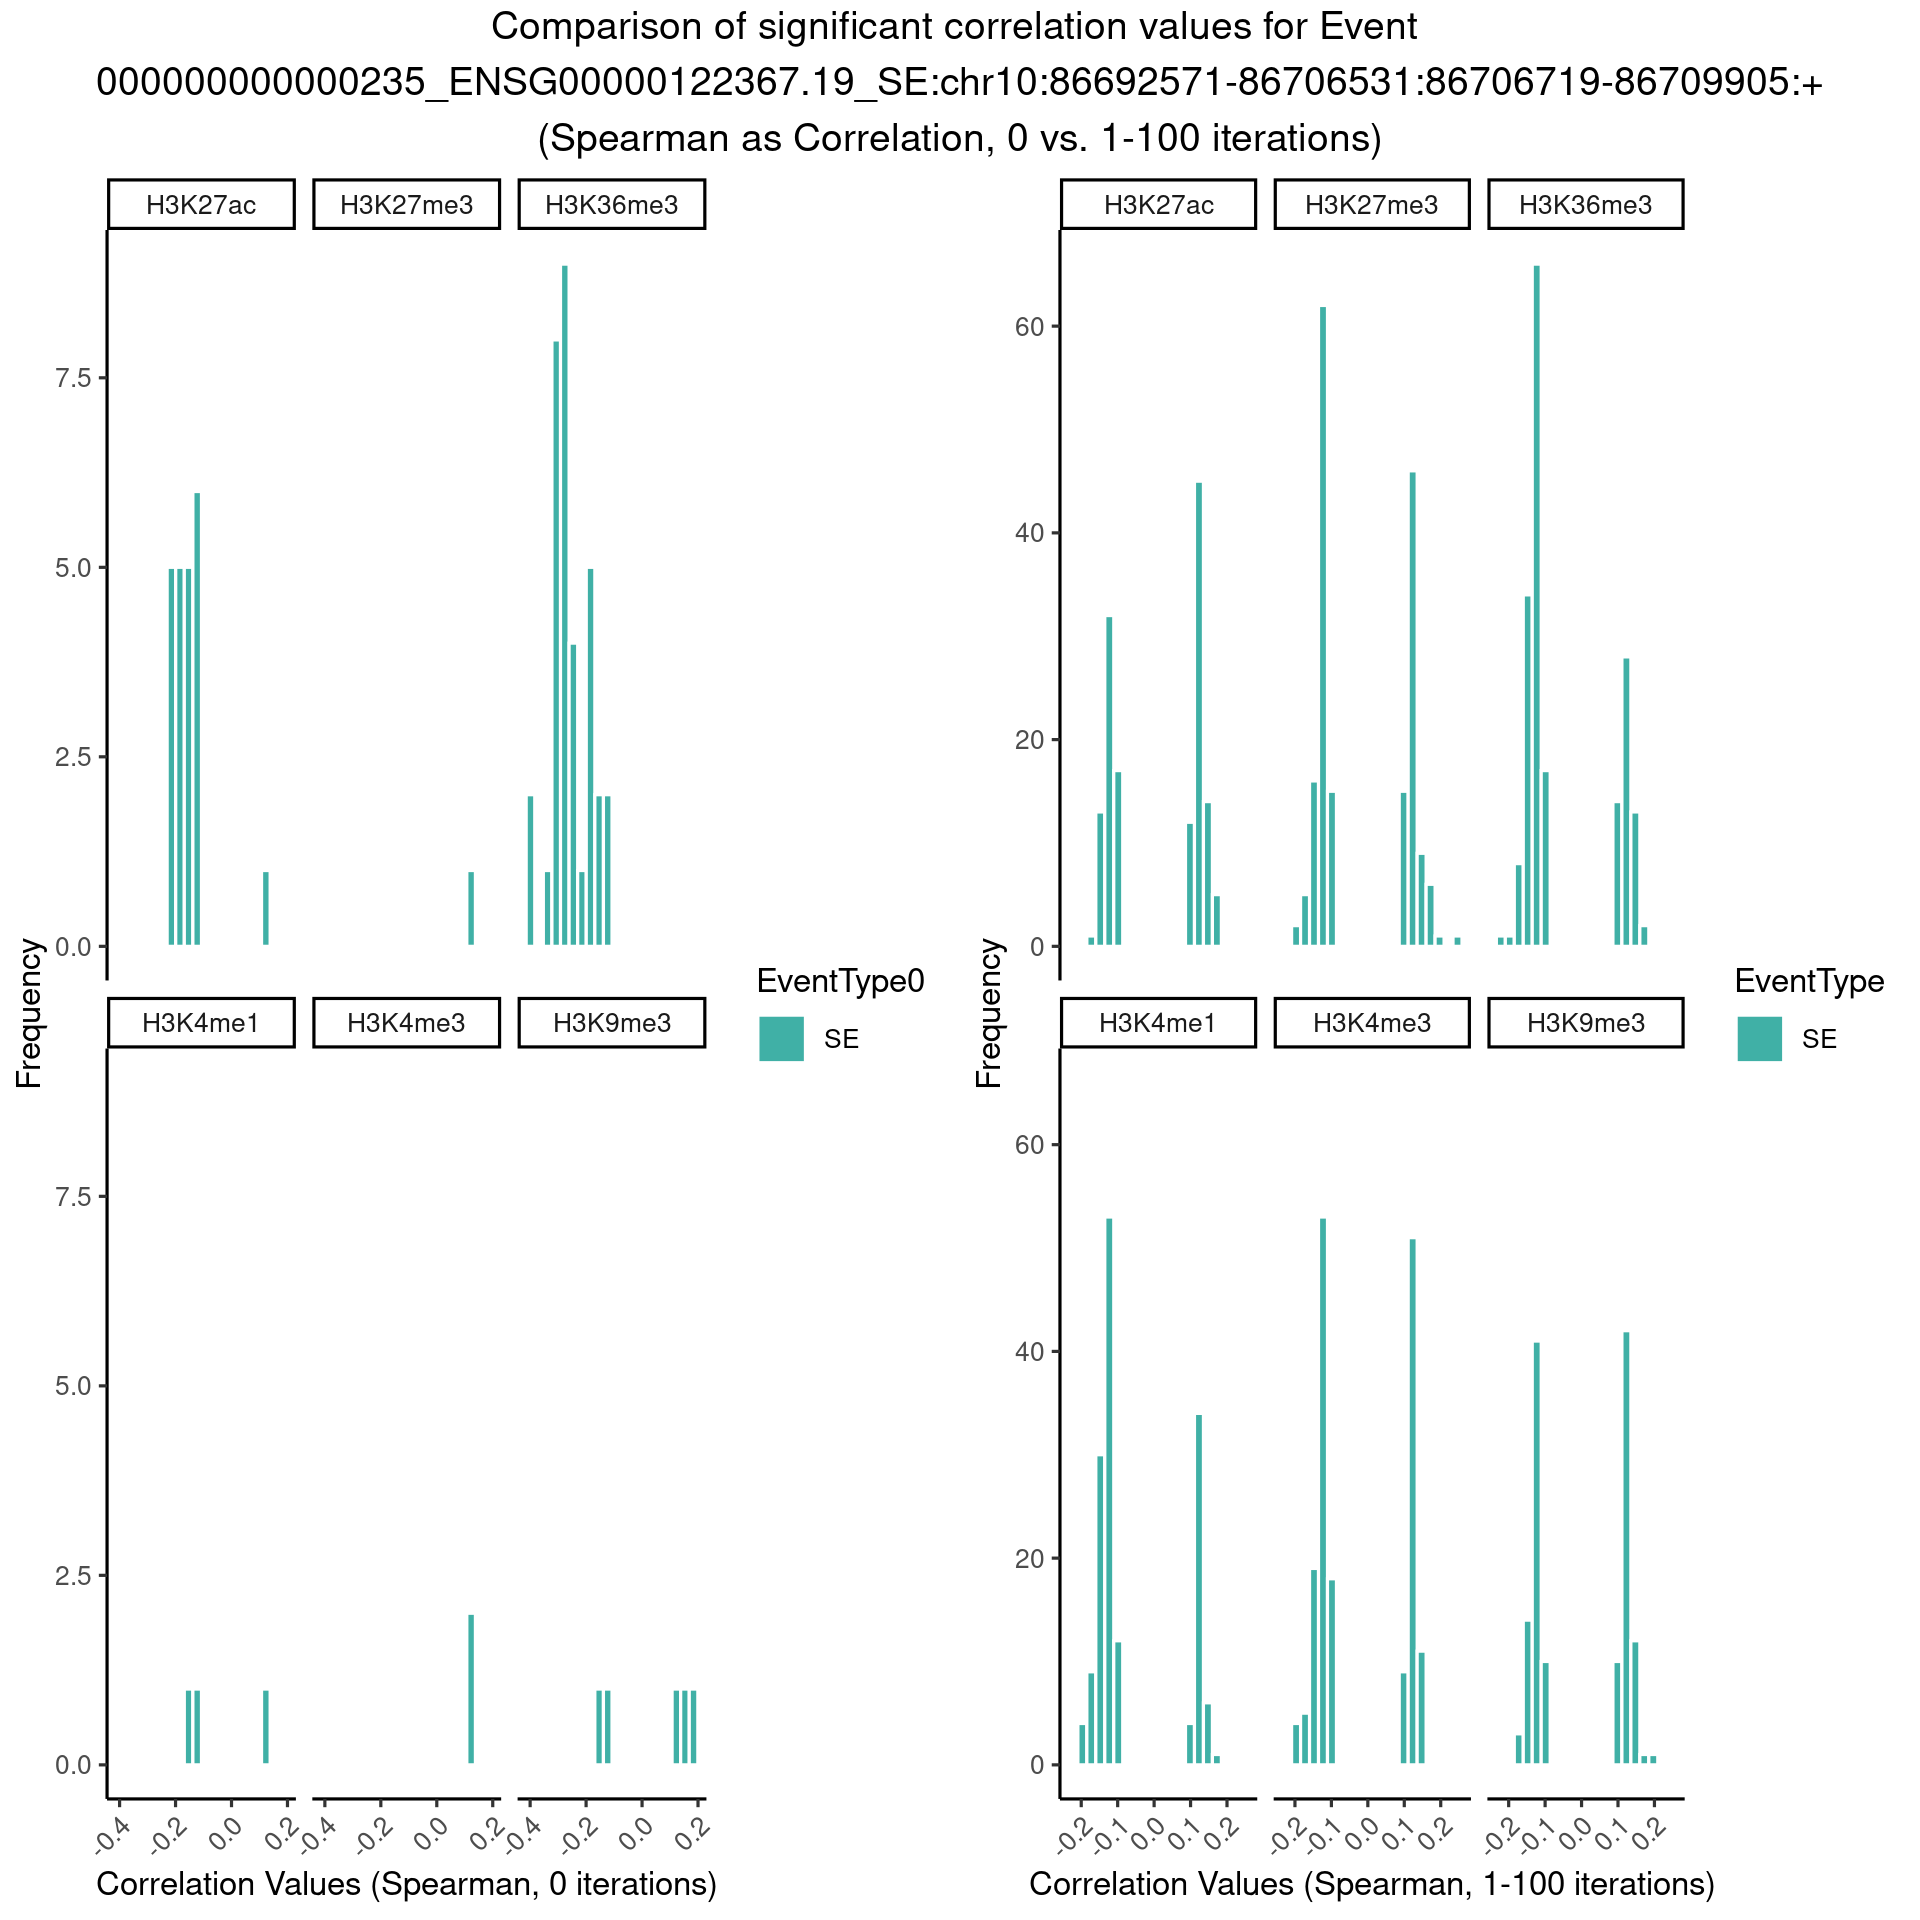 Comparison of significant correlation values for Event
000000000000235_ENSG00000122367.19_SE:chr10:86692571-86706531:86706719-86709905:+
(Spearman as Correlation, 0 vs. 1-100 iterations)
H3K27ac H3K27me3 H3K36me3
7.5
5.0
2.5
0.0
H3K4me1 H3K4me3 H3K9me3
7.5
5.0
2.5
0.0
-0.4 -0.2 0.0 0.2 -0.4 -0.2 0.0 0.2 -0.4 -0.2 0.0 0.2
Frequency
Correlation Values (Spearman, 0 iterations)
EventType0
SE
H3K27ac H3K27me3 H3K36me3
60
40
20
0
H3K4me1 H3K4me3 H3K9me3
60
40
20
0
-0.2 -0.1 0.0 0.1 0.2 -0.2 -0.1 0.0 0.1 0.2 -0.2 -0.1 0.0 0.1 0.2
Frequency
Correlation Values (Spearman, 1-100 iterations)
EventType
SE